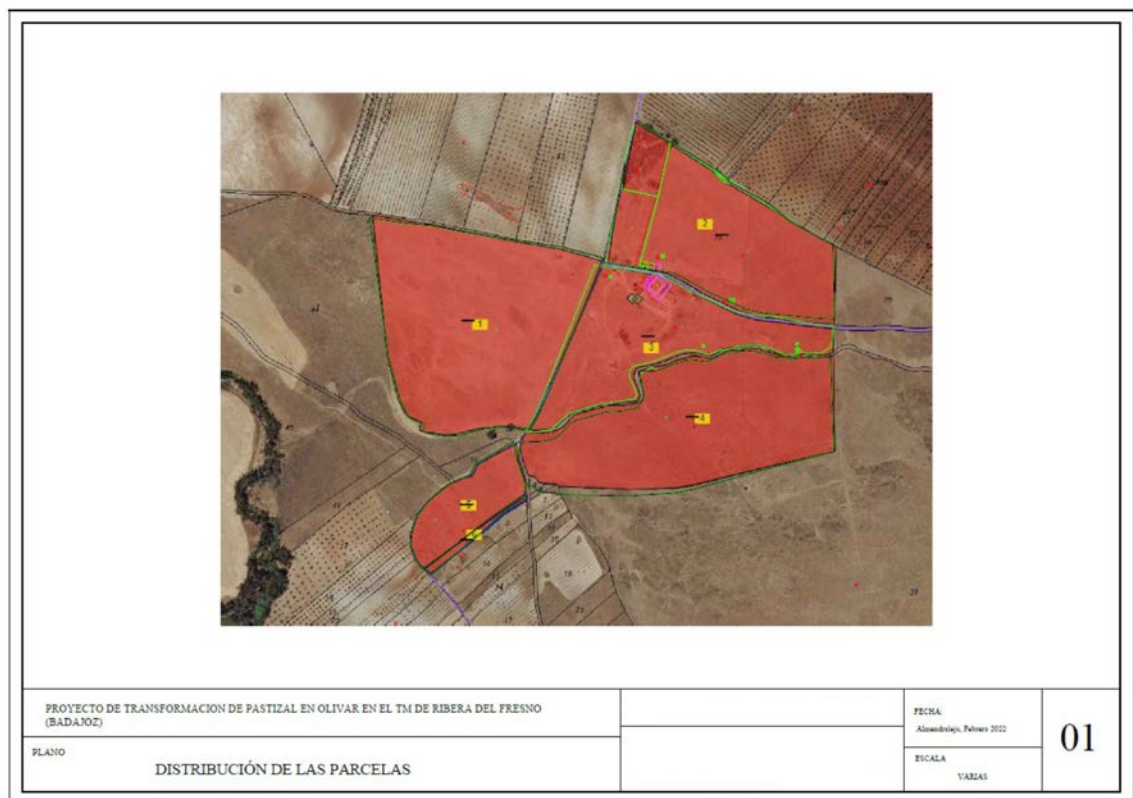 2
1
3
4
5
PROYECTO DE TRANSFORMACION DE PASTIZAL EN OLIVAR EN EL TM DE RIBERA DEL FRESNO
(BADAJOZ)
PLANO
DISTRIBUCIÓN DE LAS PARCELAS
FECHA:
Almendralejo, Febrero 2022
ESCALA
VARIAS
01